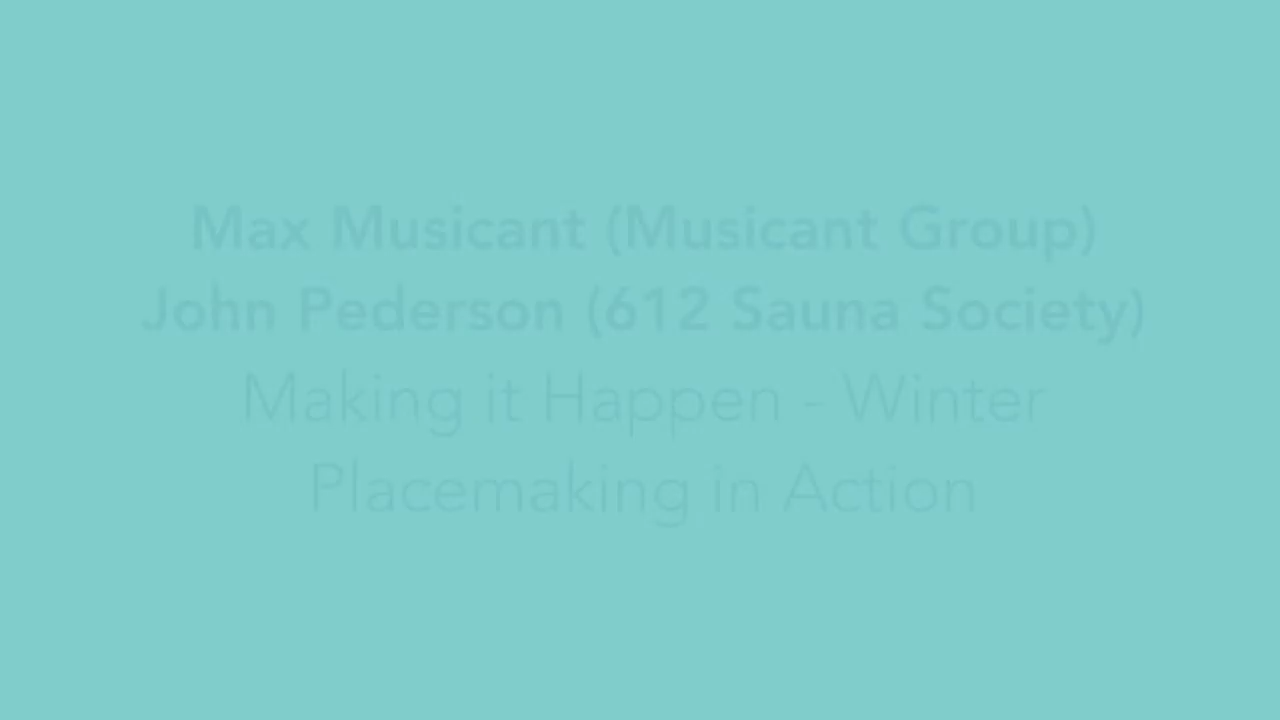 Max Musicant (Musicant Group)
John Pederson (612 Sauna Society)
Making it Happen - Winter
Placemaking in Action